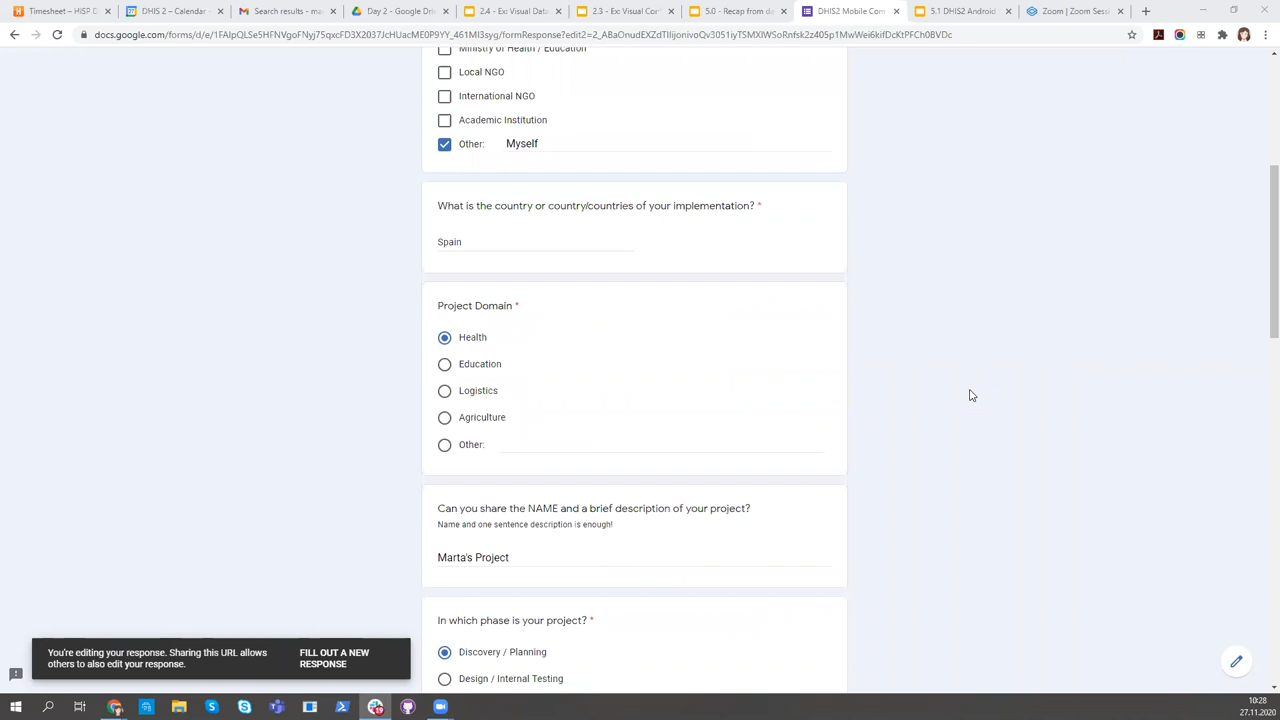 Timesheet – HISP D
DHIS 2 – Calendar
Search results - ma
Day 2 - Google Driv
2.4 - Ex: Visual Data
2.3 - Ex: Visual Con
5.0 - Recap from da
DHIS2 Mobile Com
5.1 DHIS2 Android
Zoom | Zoom Sessi
Ministry of Health / Education
Local NGO
International NGO
Academic Institution
Other: Myself
What is the country or country/countries of your implementation? *
Spain
Project Domain *
Health
Education
Logistics
Agriculture
Other:
Can you share the NAME and a brief description of your project?
Name and one sentence description is enough!
Marta's Project
In which phase is your project? *
Discovery / Planning
Design / Internal Testing
You're editing your response. Sharing this URL allows
others to also edit your response.
FILL OUT A NEW
RESPONSE
10:28
27.11.2020